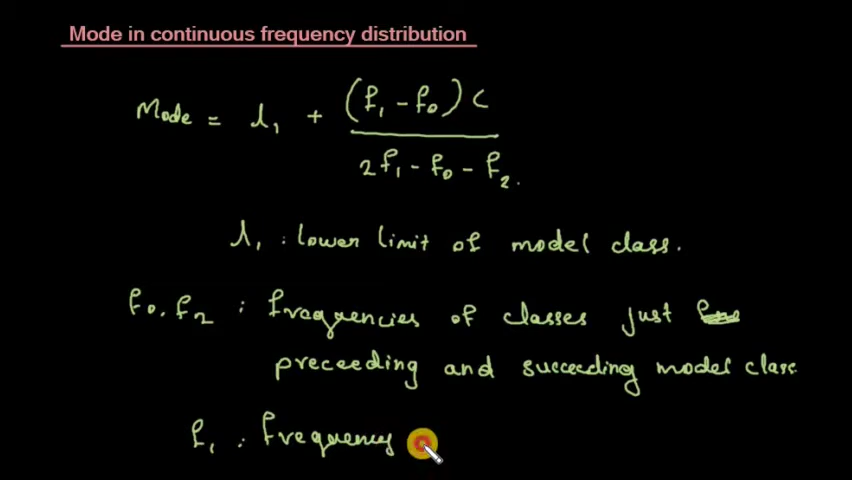 Mode in continuous frequency distribution
Mode = l₁ + (f₁ - f₀) C
2f₁ - f₀ - f₂.
l₁ : lower limit of model class.
f₀. f₂ : frequencies of classes just
preceeding and succeeding model class
f₁ : frequency